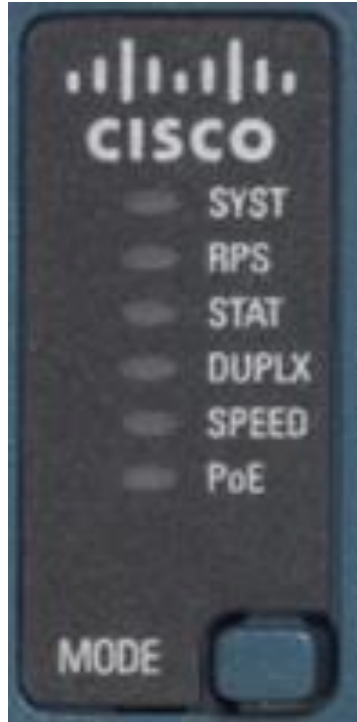 CISCO
SYST
RPS
STAT
DUPLX
SPEED
PoE
MODE